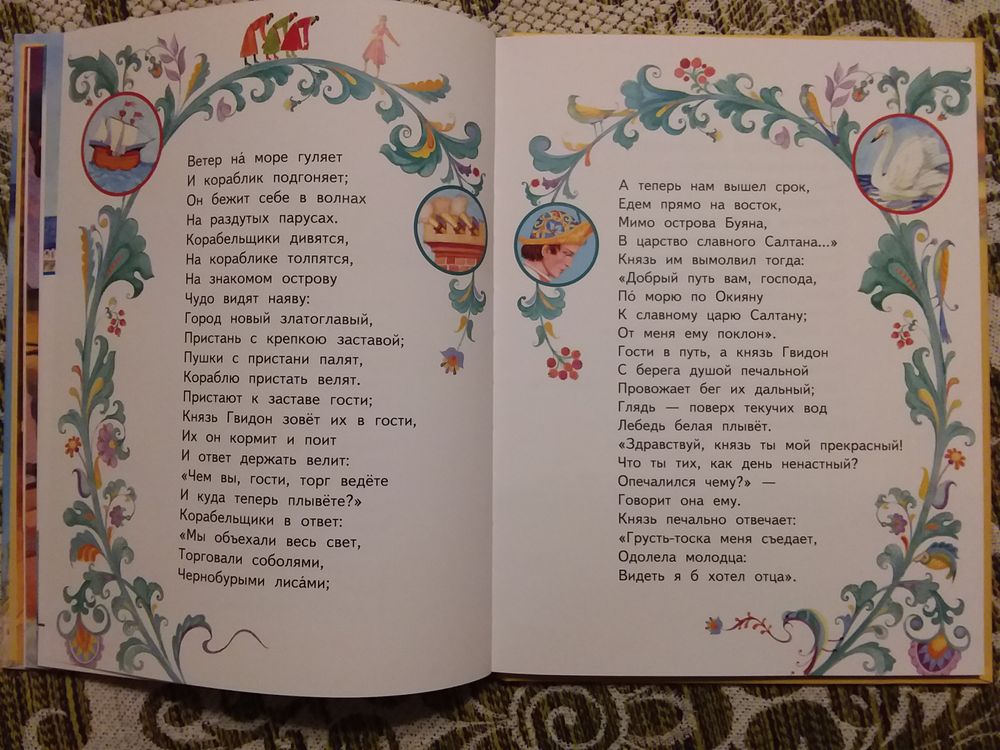 Ветер на́ море гуляет
И кораблик подгоняет;
Он бежит себе в волнах
На раздутых парусах.
Корабельщики дивятся,
На кораблике толпятся,
На знакомом острову
Чудо видят наяву:
Город новый златоглавый,
Пристань с крепкою заставой;
Пушки с пристани палят,
Кораблю пристать велят.
Пристают к заставе гости;
Князь Гвидон зовёт их в гости,
Их он кормит и поит
И ответ держать велит:
«Чем вы, гости, торг ведёте
И куда теперь плывёте?»
Корабельщики в ответ:
«Мы объехали весь свет,
Торговали соболями,
Чернобурыми лиса́ми;
А теперь нам вышел срок,
Едем прямо на восток,
Мимо острова Буяна,
В царство славного Салтана...»
Князь им вымолвил тогда:
«Добрый путь вам, господа,
По́ морю по Окияну
К славному царю Салтану;
От меня ему поклон».
Гости в путь, а князь Гвидон
С берега душой печальной
Провожает бег их дальный;
Глядь — поверх текучих вод
Лебедь белая плывёт.
«Здравствуй, князь ты мой прекрасный!
Что ты тих, как день ненастный?
Опечалился чему?» —
Говорит она ему.
Князь печально отвечает:
«Грусть-тоска меня съедает,
Одолела молодца:
Видеть я б хотел отца».